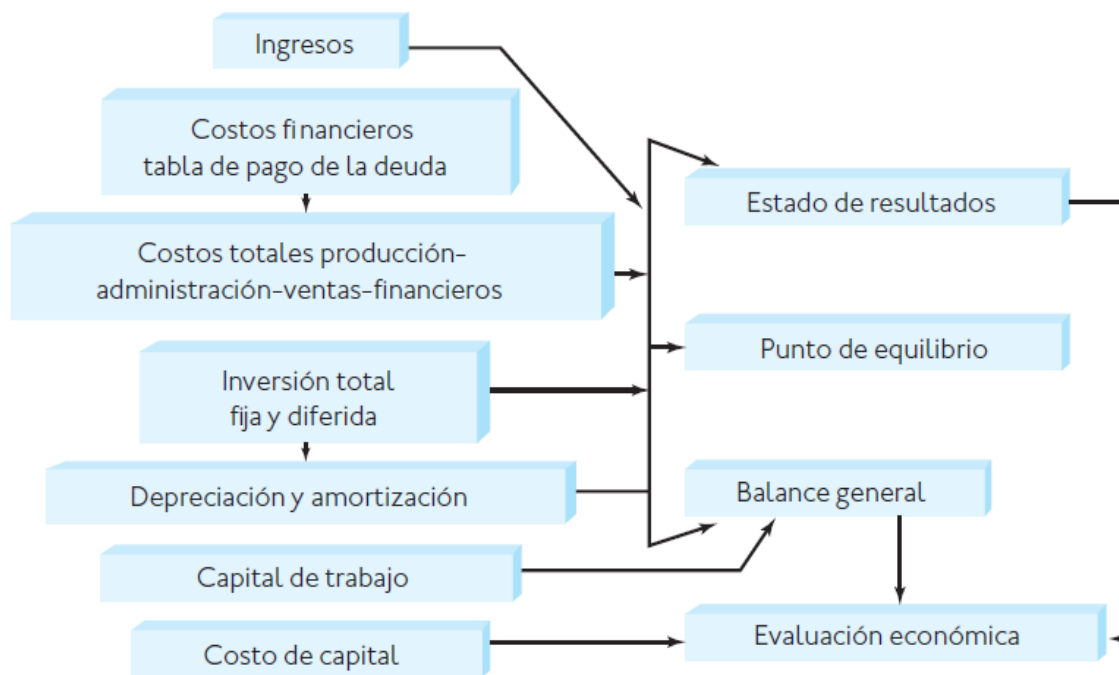 Ingresos
Costos financieros
tabla de pago de la deuda
Costos totales producción-
administración-ventas-financieros
Inversión total
fija y diferida
Depreciación y amortización
Capital de trabajo
Costo de capital
Estado de resultados
Punto de equilibrio
Balance general
Evaluación económica